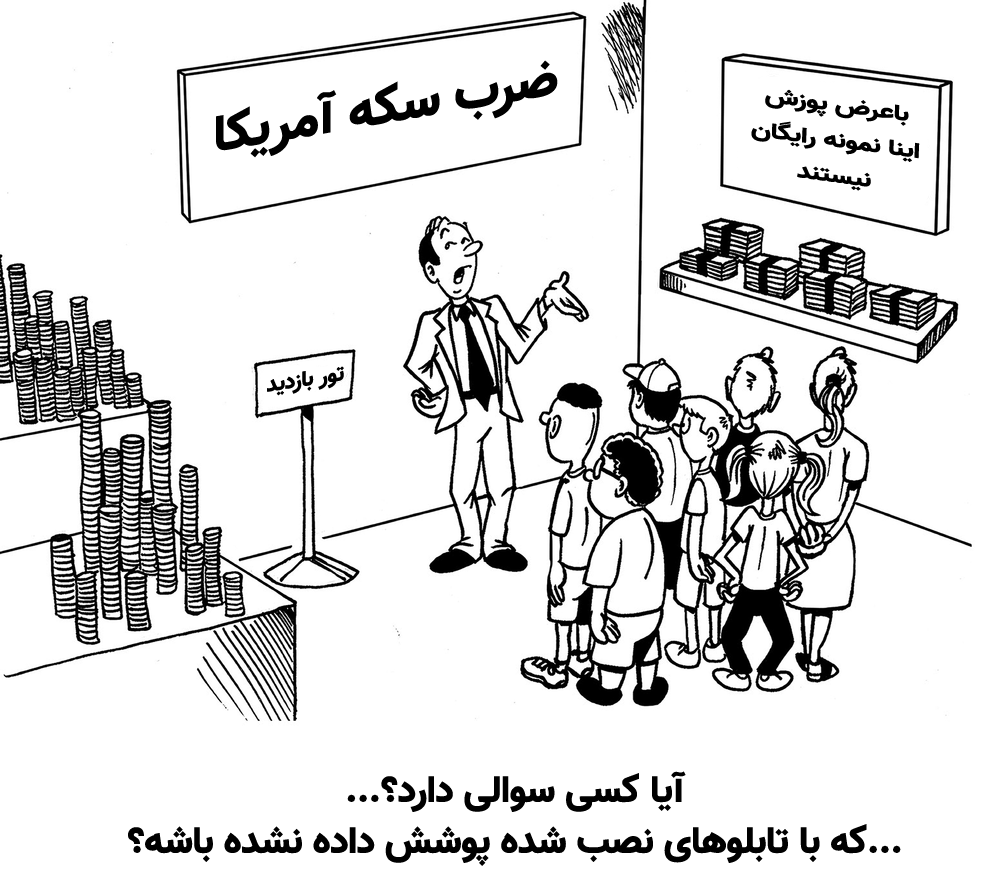 ضرب سکه آمریکا
باعرض پوزش
اینا نمونه رایگان
نیستند
تور بازدید
آیا کسی سوالی دارد؟...
...که با تابلوهای نصب شده پوشش داده نشده باشه؟